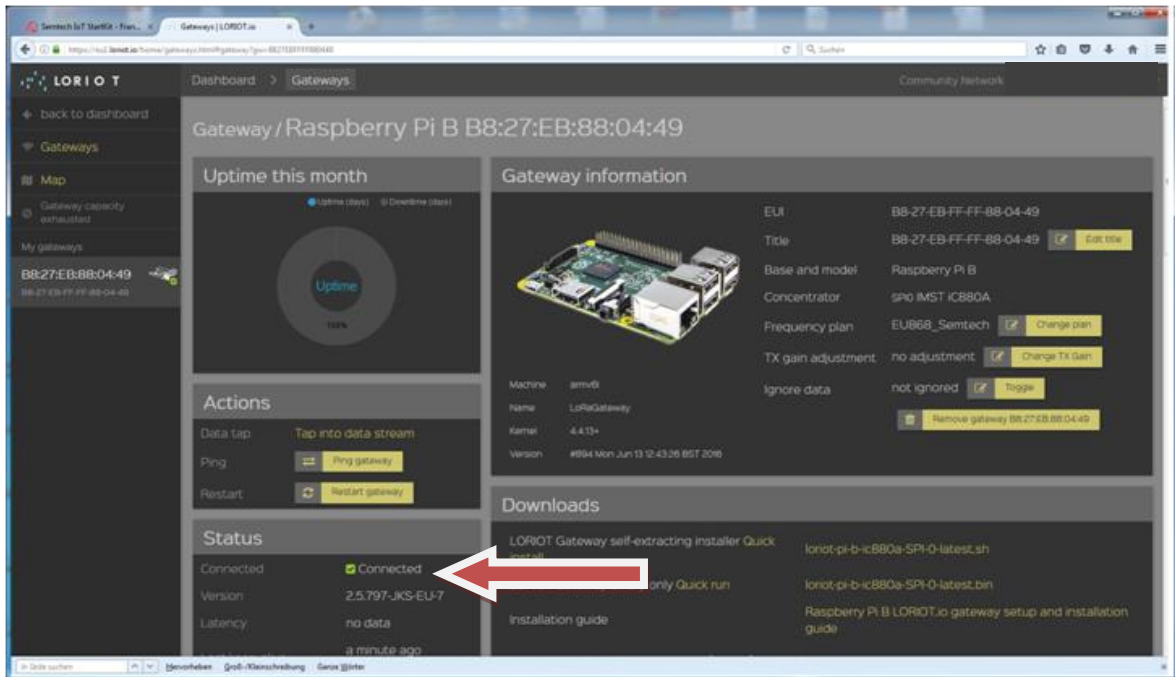 Semtech IoT StartKit - Fran...
Gateways | LORIOT.io
Suchen
LORIOT
Dashboard > Gateways
Community Network
back to dashboard
Gateways
Map
Gateway capacity
exhausted
My gateways
B8:27:EB:88:04:49
B8-27-EB-FF-FF-88-04-49
Gateway / Raspberry Pi B B8:27:EB:88:04:49
Uptime this month
Uptime (days) Downtime (days)
Uptime
100%
Actions
Data tap Tap into data stream
Ping Ping gateway
Restart Restart gateway
Status
Connected Connected
Version 2.5.797-JKS-EU-7
Latency no data
a minute ago
Gateway information
EUI B8-27-EB-FF-FF-88-04-49
Title B8-27-EB-FF-FF-88-04-49 Edit title
Base and model Raspberry Pi B
Concentrator SPI0 IMST iC880A
Frequency plan EU868_Semtech Change plan
TX gain adjustment no adjustment Change TX Gain
Ignore data not ignored Toggle
Remove gateway B8:27:EB:88:04:49
Machine armv6l
Name LoRaGateway
Kernel 4.4.13+
Version #894 Mon Jun 13 12:43:26 BST 2016
Downloads
LORIOT Gateway self-extracting installer Quick
install
loriot-pi-b-ic880a-SPI-0-latest.sh
only Quick run
loriot-pi-b-ic880a-SPI-0-latest.bin
Installation guide
Raspberry Pi B LORIOT.io gateway setup and installation
guide
Hervorheben Groß-/Kleinschreibung Ganze Wörter